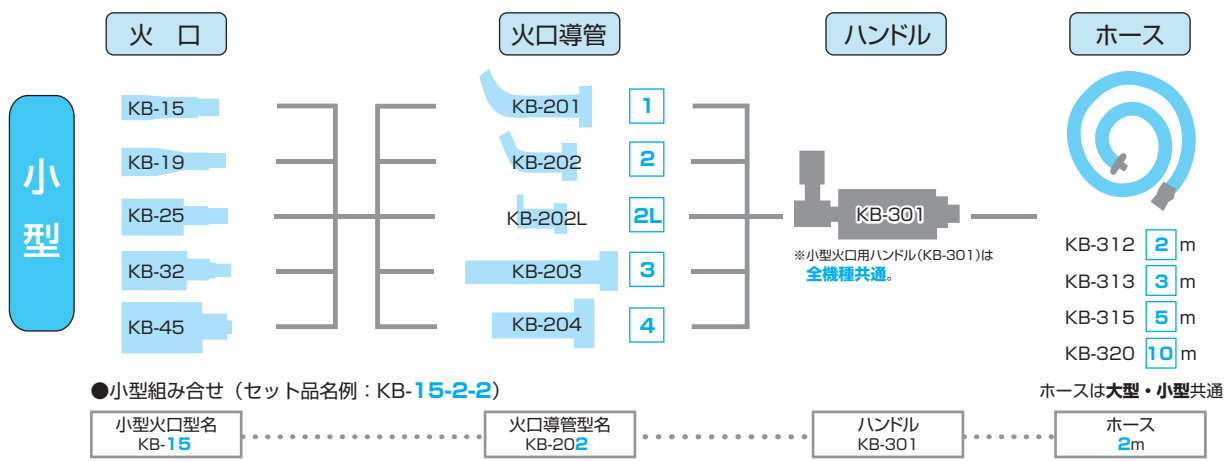 火 口
火口導管
ハンドル
ホース
小型
KB-15
KB-19
KB-25
KB-32
KB-45
KB-201 1
KB-202 2
KB-202L 2L
KB-203 3
KB-204 4
KB-301
※小型火口用ハンドル(KB-301)は
全機種共通。
KB-312 2 m
KB-313 3 m
KB-315 5 m
KB-320 10 m
ホースは大型・小型共通
●小型組み合せ（セット品名例：KB-15-2-2）
小型火口型名
KB-15
火口導管型名
KB-202
ハンドル
KB-301
ホース
2m